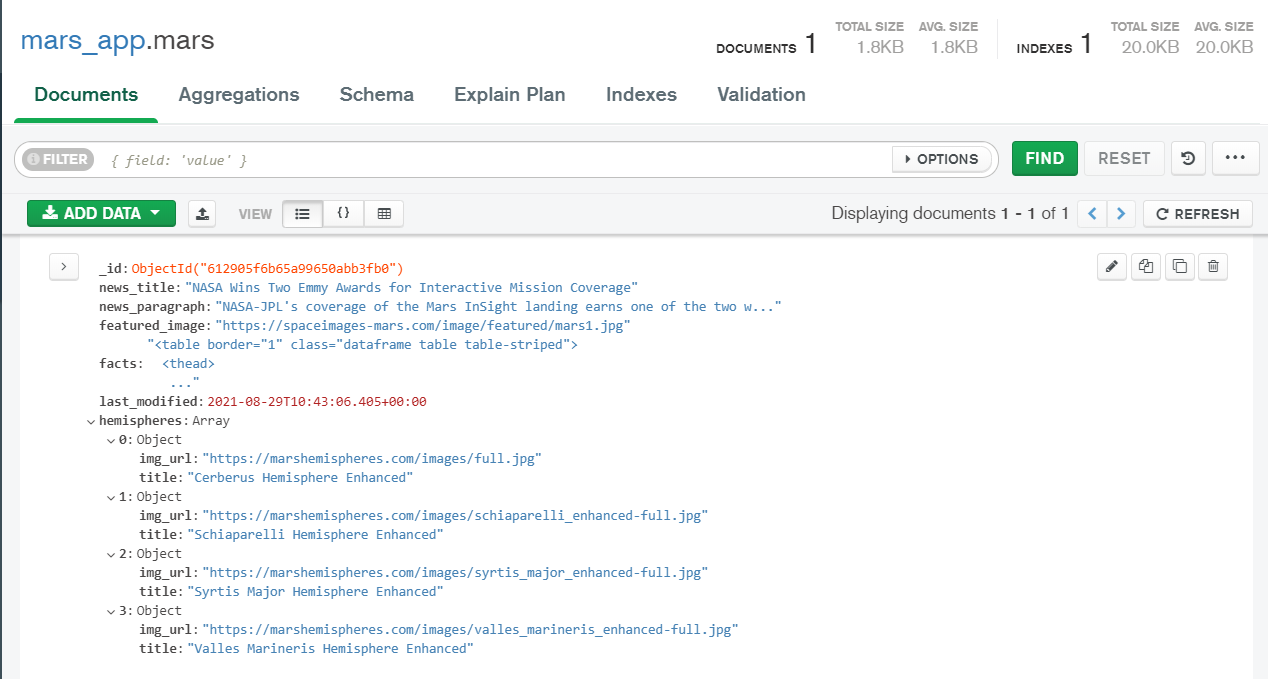 mars_app.mars
DOCUMENTS 1 TOTAL SIZE 1.8KB AVG. SIZE 1.8KB INDEXES 1 TOTAL SIZE 20.0KB AVG. SIZE 20.0KB
Documents Aggregations Schema Explain Plan Indexes Validation
FILTER { field: 'value' } OPTIONS FIND RESET ...
ADD DATA VIEW {} Displaying documents 1 - 1 of 1 REFRESH
_id: ObjectId("612905f6b65a99650abb3fb0")
news_title: "NASA Wins Two Emmy Awards for Interactive Mission Coverage"
news_paragraph: "NASA-JPL's coverage of the Mars InSight landing earns one of the two w..."
featured_image: "https://spaceimages-mars.com/image/featured/mars1.jpg"
"<table border="1" class="dataframe table table-striped">
facts: <thead>
..."
last_modified: 2021-08-29T10:43:06.405+00:00
hemispheres: Array
0: Object
img_url: "https://marshemispheres.com/images/full.jpg"
title: "Cerberus Hemisphere Enhanced"
1: Object
img_url: "https://marshemispheres.com/images/schiaparelli_enhanced-full.jpg"
title: "Schiaparelli Hemisphere Enhanced"
2: Object
img_url: "https://marshemispheres.com/images/syrtis_major_enhanced-full.jpg"
title: "Syrtis Major Hemisphere Enhanced"
3: Object
img_url: "https://marshemispheres.com/images/valles_marineris_enhanced-full.jpg"
title: "Valles Marineris Hemisphere Enhanced"